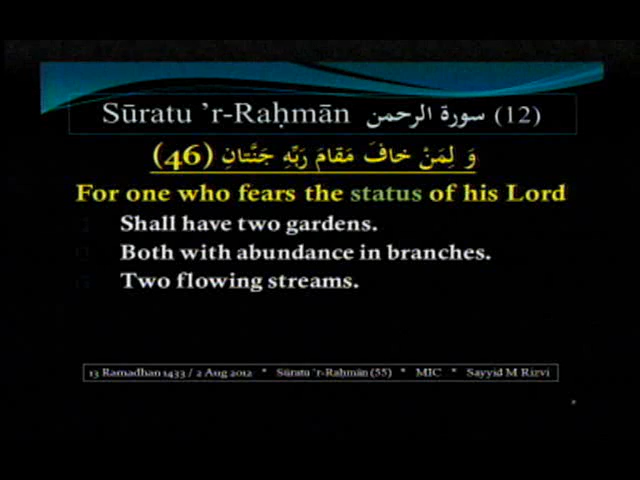 Sūratu ’r-Raḥmān سورة الرحمن (12)
وَ لِمَنْ خافَ مَقامَ رَبِّهِ جَنَّتانِ (46)
For one who fears the status of his Lord
Shall have two gardens.
Both with abundance in branches.
Two flowing streams.
13 Ramadhan 1433 / 2 Aug 2012 * Sūratu ’r-Raḥmān (55) * MIC * Sayyid M Rizvi